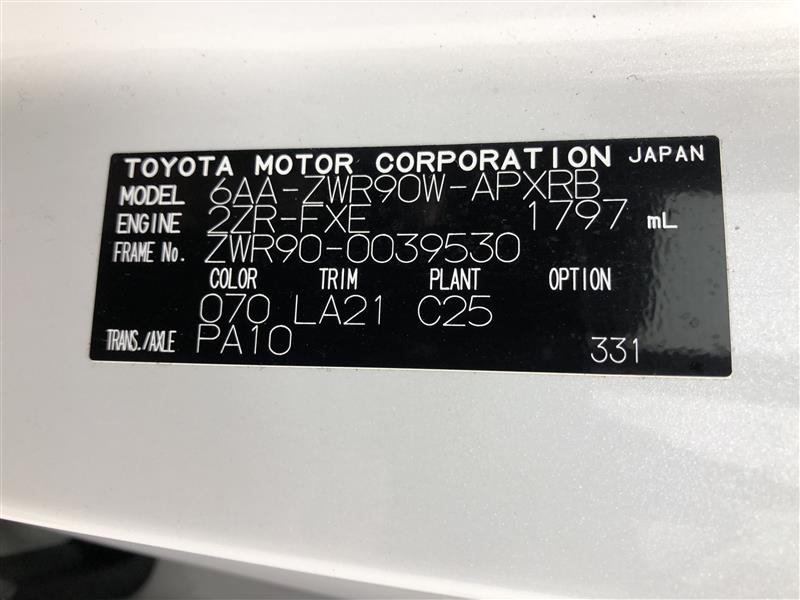 TOYOTA MOTOR CORPORATION JAPAN
MODEL 6AA-ZWR90W-APXRB
ENGINE 2ZR-FXE 1797 mL
FRAME No. ZWR90-0039530
COLOR TRIM PLANT OPTION
070 LA21 C25
TRANS./AXLE PA10 331